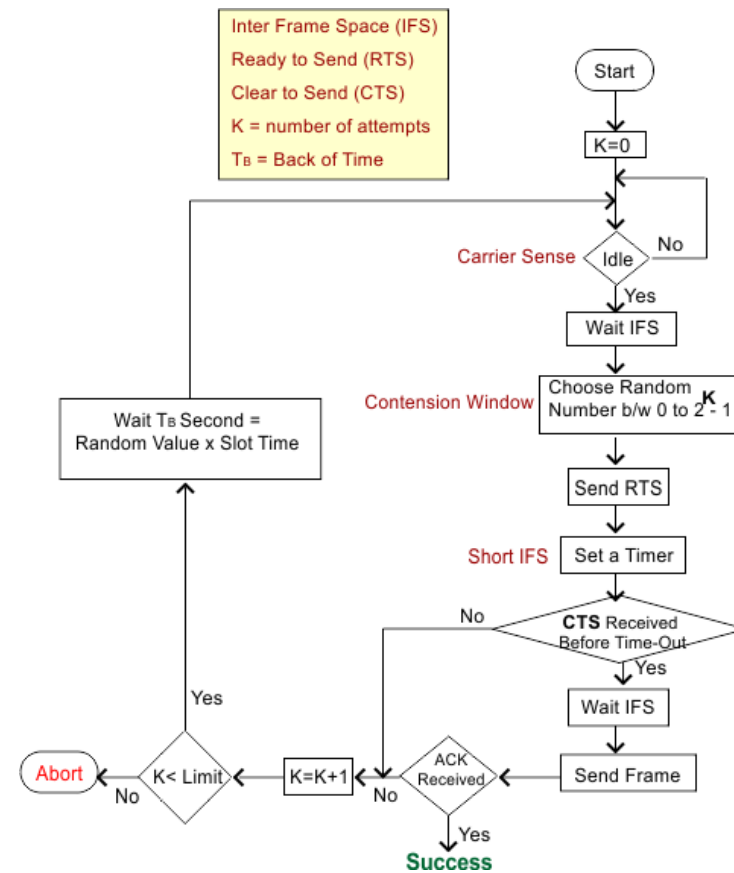 Inter Frame Space (IFS)
Ready to Send (RTS)
Clear to Send (CTS)
K = number of attempts
TB = Back of Time
Start
K=0
Carrier Sense
Idle
No
Yes
Wait IFS
Contension Window
Choose Random
Number b/w 0 to 2^K - 1
Send RTS
Short IFS
Set a Timer
CTS Received
Before Time-Out
No
Yes
Wait IFS
Send Frame
ACK
Received
No
Yes
Success
K=K+1
K< Limit
No
Abort
Yes
Wait TB Second =
Random Value x Slot Time